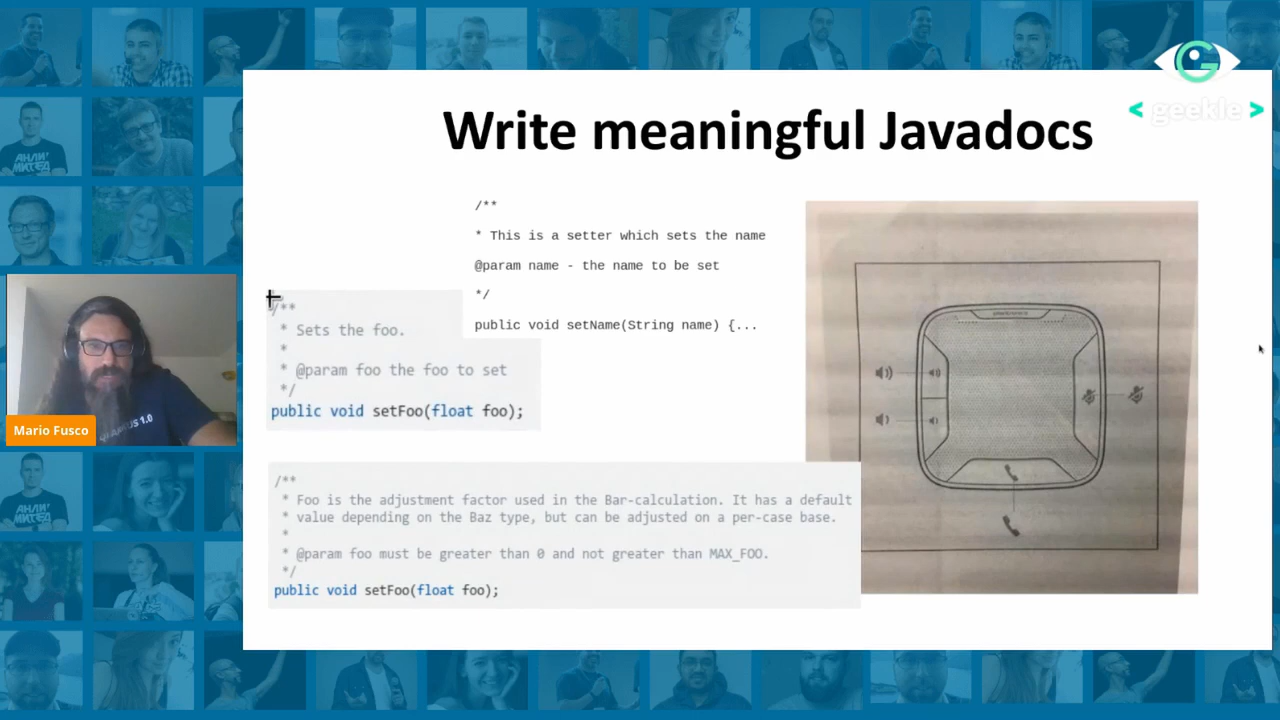 geekle
Write meaningful Javadocs
/**
* This is a setter which sets the name
@param name - the name to be set
*/
public void setName(String name) {...
/**
* Sets the foo.
*
* @param foo the foo to set
*/
public void setFoo(float foo);
/**
* Foo is the adjustment factor used in the Bar-calculation. It has a default
* value depending on the Baz type, but can be adjusted on a per-case base.
*
* @param foo must be greater than 0 and not greater than MAX_FOO.
*/
public void setFoo(float foo);
Mario Fusco
АНЛИ
МИТЕД
АНЛИ
МИТЕД